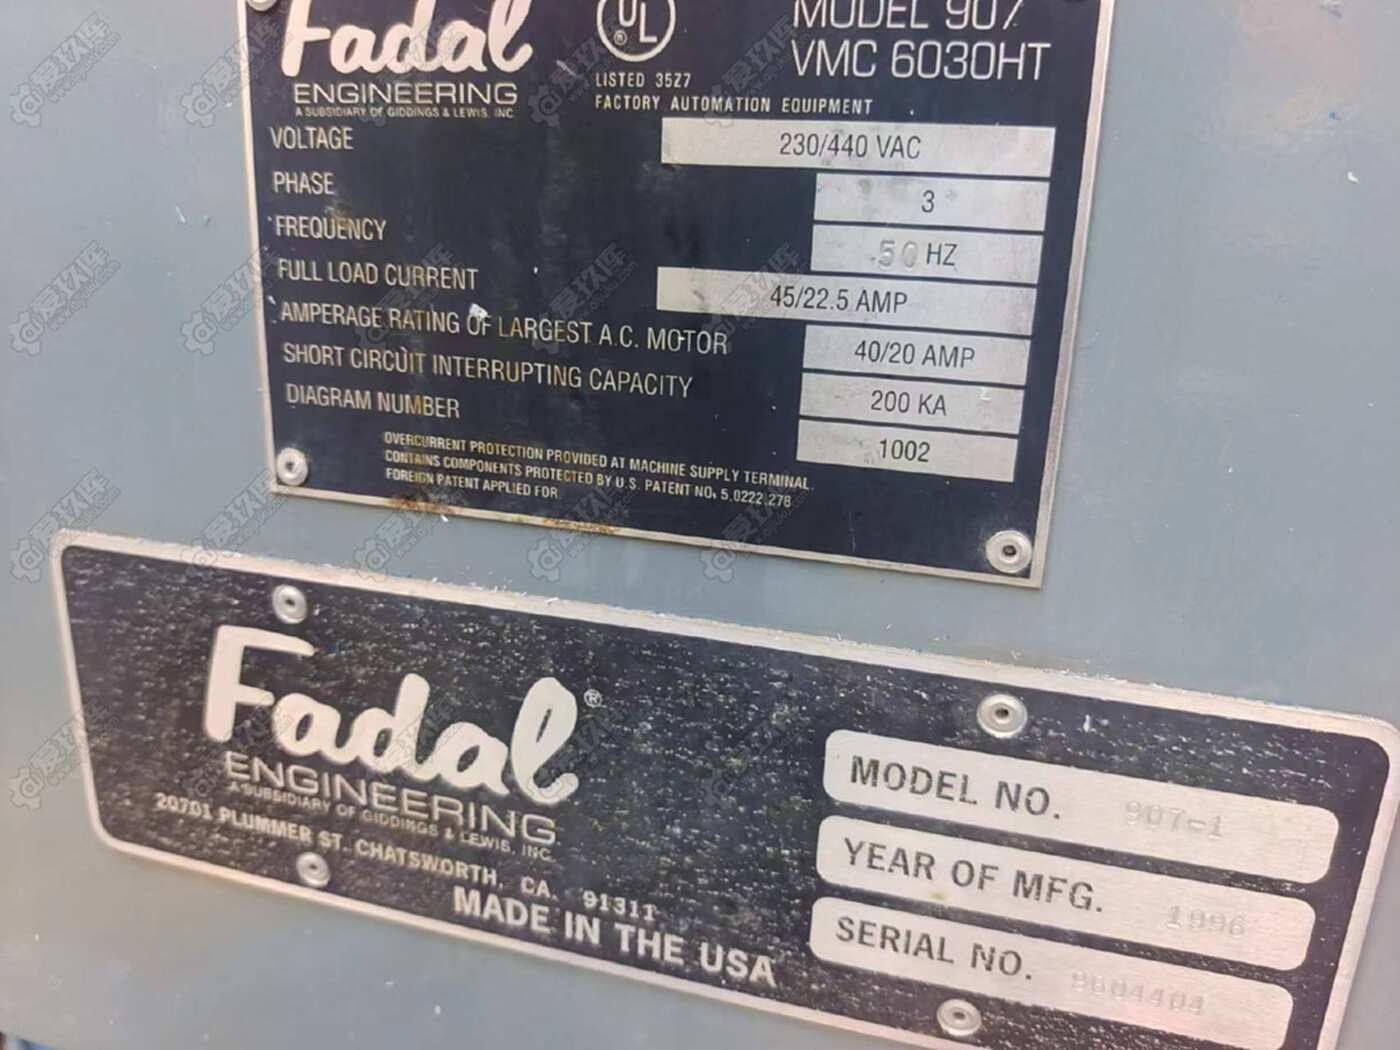 Fadal
ENGINEERING
A SUBSIDIARY OF GIDDINGS & LEWIS, INC.
UL
®
LISTED 35Z7
FACTORY AUTOMATION EQUIPMENT
MODEL 907
VMC 6030HT
VOLTAGE 230/440 VAC
PHASE 3
FREQUENCY 50 HZ
FULL LOAD CURRENT 45/22.5 AMP
AMPERAGE RATING OF LARGEST A.C. MOTOR 40/20 AMP
SHORT CIRCUIT INTERRUPTING CAPACITY 200 KA
DIAGRAM NUMBER 1002
OVERCURRENT PROTECTION PROVIDED AT MACHINE SUPPLY TERMINAL.
CONTAINS COMPONENTS PROTECTED BY U.S. PATENT NO. 5,0222,278
FOREIGN PATENT APPLIED FOR.
Fadal®
ENGINEERING
A SUBSIDIARY OF GIDDINGS & LEWIS, INC.
20701 PLUMMER ST. CHATSWORTH, CA. 91311
MADE IN THE USA
MODEL NO. 907-1
YEAR OF MFG. 1996
SERIAL NO. 9604404